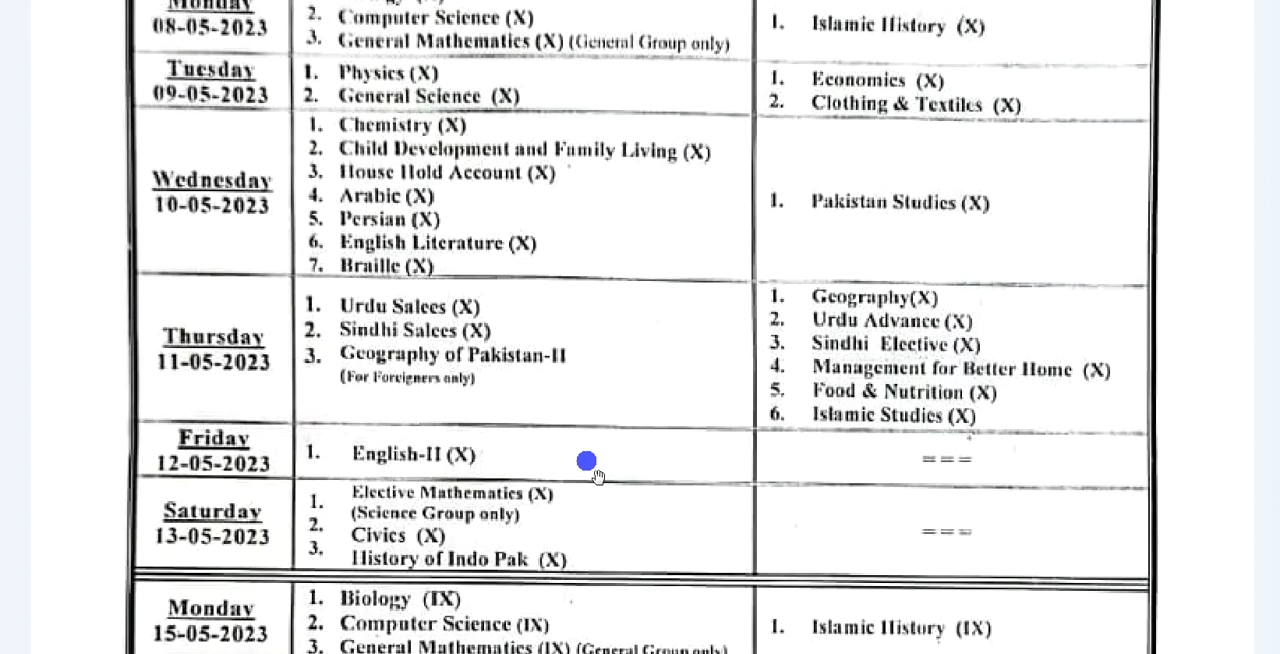 Monday
08-05-2023
2. Computer Science (X)
3. General Mathematics (X) (General Group only)
1. Islamic History (X)
Tuesday
09-05-2023
1. Physics (X)
2. General Science (X)
1. Economics (X)
2. Clothing & Textiles (X)
Wednesday
10-05-2023
1. Chemistry (X)
2. Child Development and Family Living (X)
3. House Hold Account (X)
4. Arabic (X)
5. Persian (X)
6. English Literature (X)
7. Braille (X)
1. Pakistan Studies (X)
Thursday
11-05-2023
1. Urdu Salees (X)
2. Sindhi Salees (X)
3. Geography of Pakistan-II
(For Foreigners only)
1. Geography(X)
2. Urdu Advance (X)
3. Sindhi Elective (X)
4. Management for Better Home (X)
5. Food & Nutrition (X)
6. Islamic Studies (X)
Friday
12-05-2023
1. English-II (X)
===
Saturday
13-05-2023
1. Elective Mathematics (X)
(Science Group only)
2. Civics (X)
3. History of Indo Pak (X)
===
Monday
15-05-2023
1. Biology (IX)
2. Computer Science (IX)
3. General Mathematics (IX) (General Group only)
1. Islamic History (IX)